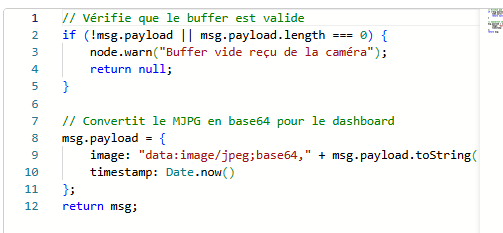 1 // Vérifie que le buffer est valide
2 if (!msg.payload || msg.payload.length === 0) {
3 node.warn("Buffer vide reçu de la caméra");
4 return null;
5 }
6
7 // Convertit le MJPG en base64 pour le dashboard
8 msg.payload = {
9 image: "data:image/jpeg;base64," + msg.payload.toString(
10 timestamp: Date.now()
11 };
12 return msg;